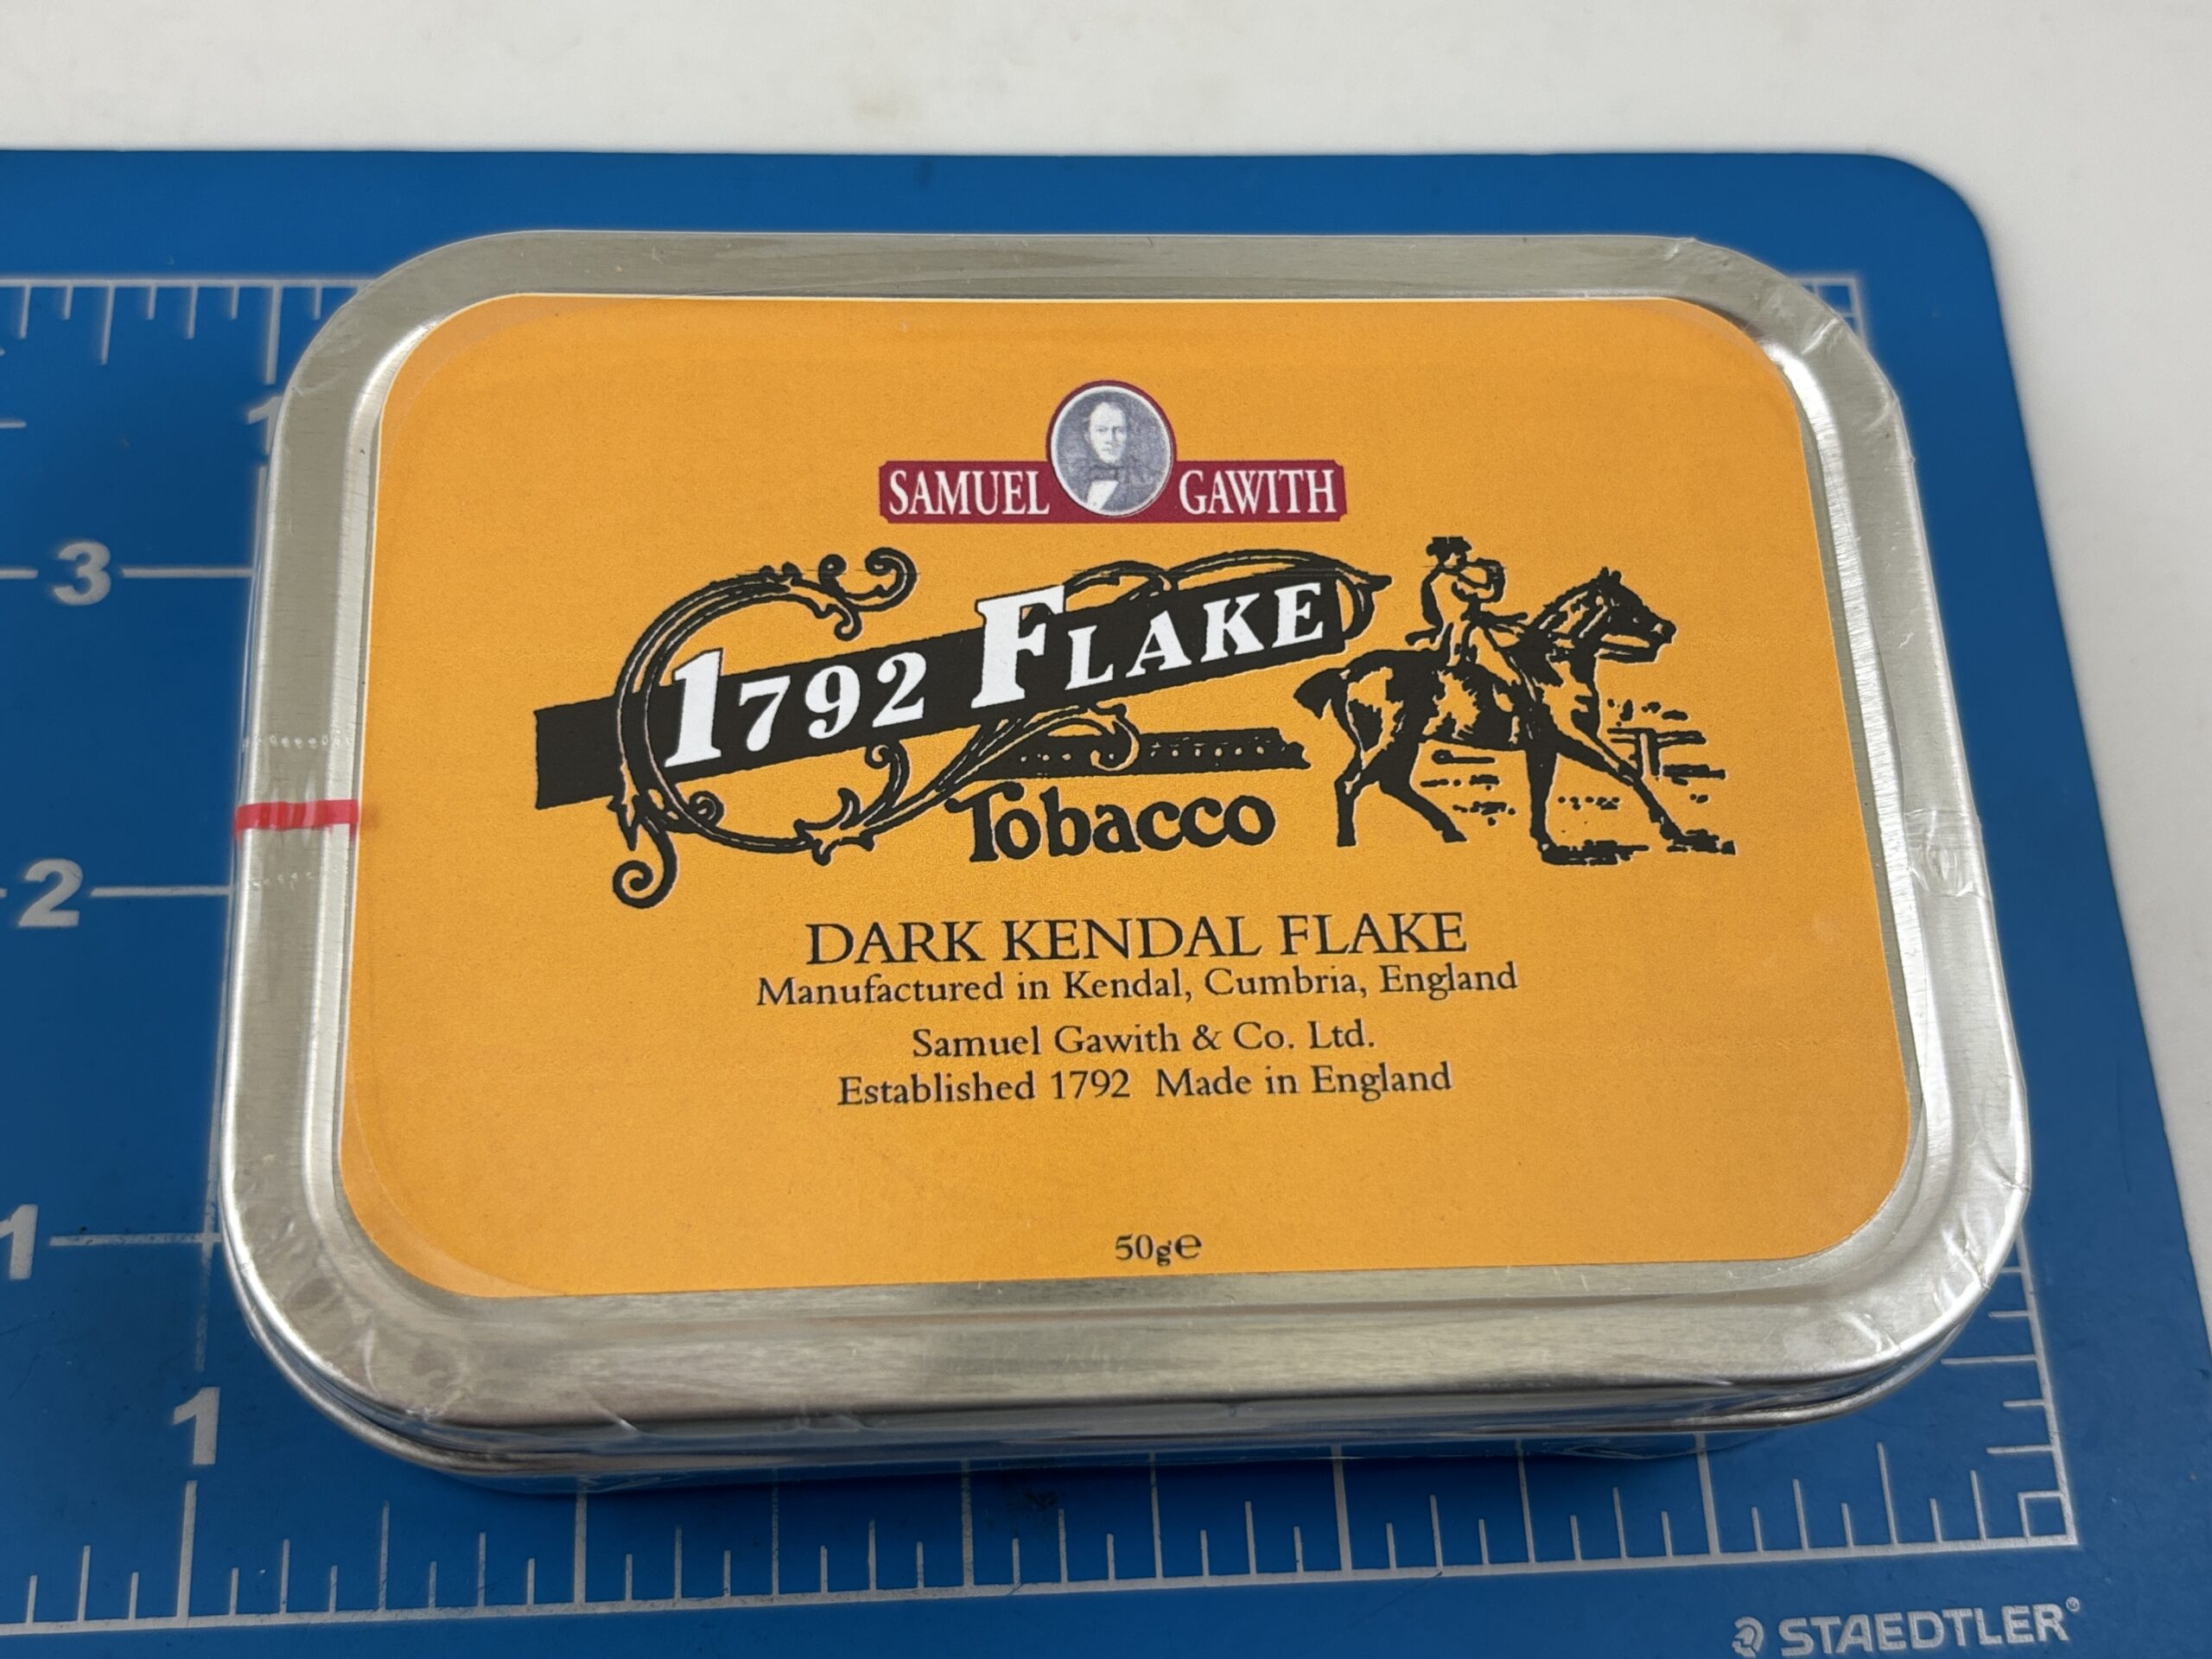 SAMUEL GAWITH
1792 FLAKE
Tobacco
DARK KENDAL FLAKE
Manufactured in Kendal, Cumbria, England
Samuel Gawith & Co. Ltd.
Established 1792 Made in England
50g℮
1
3
2
1
1
STAEDTLER®